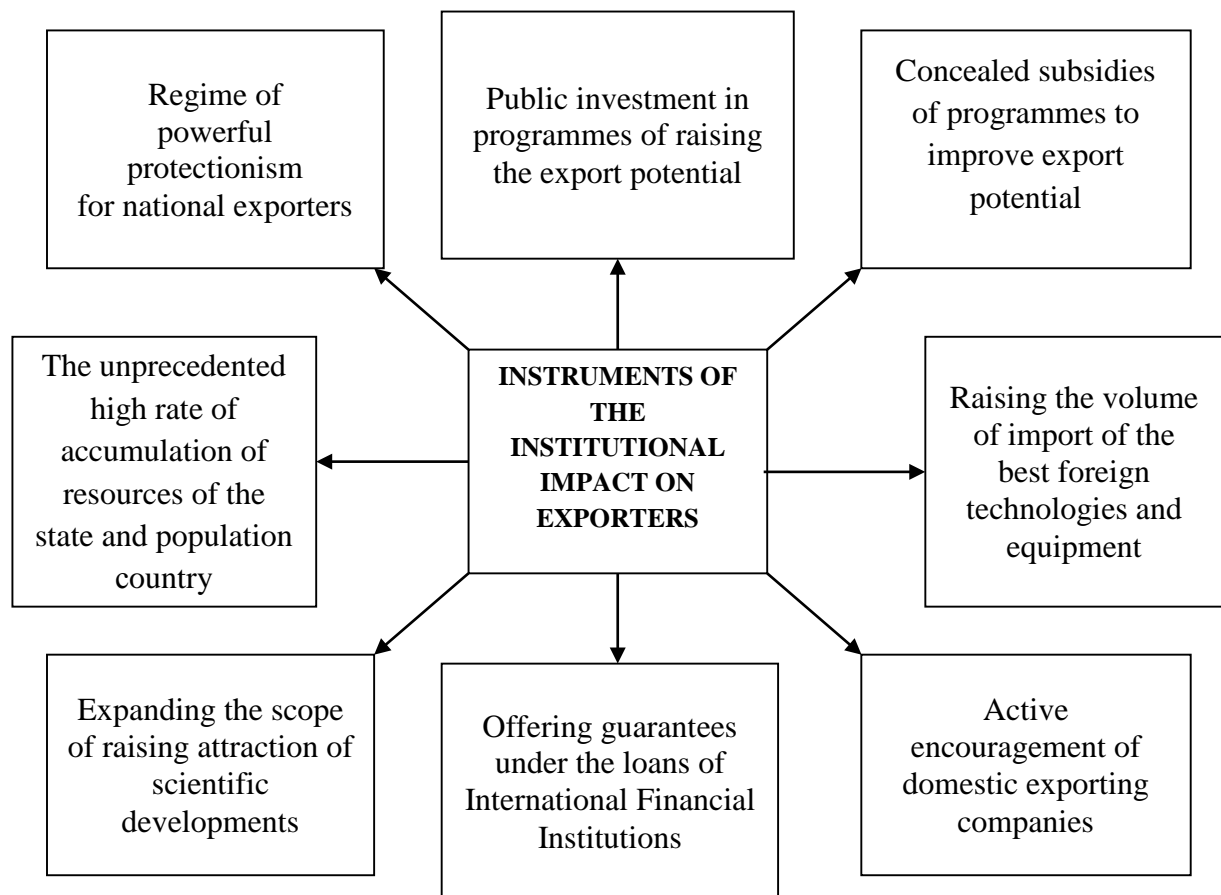 Regime of
powerful
protectionism
for national exporters
Public investment in
programmes of raising
the export potential
Concealed subsidies
of programmes to
improve export
potential
The unprecedented
high rate of
accumulation of
resources of the
state and population
country
INSTRUMENTS OF
THE
INSTITUTIONAL
IMPACT ON
EXPORTERS
Raising the volume
of import of the
best foreign
technologies and
equipment
Expanding the scope
of raising attraction of
scientific
developments
Offering guarantees
under the loans of
International Financial
Institutions
Active
encouragement of
domestic exporting
companies